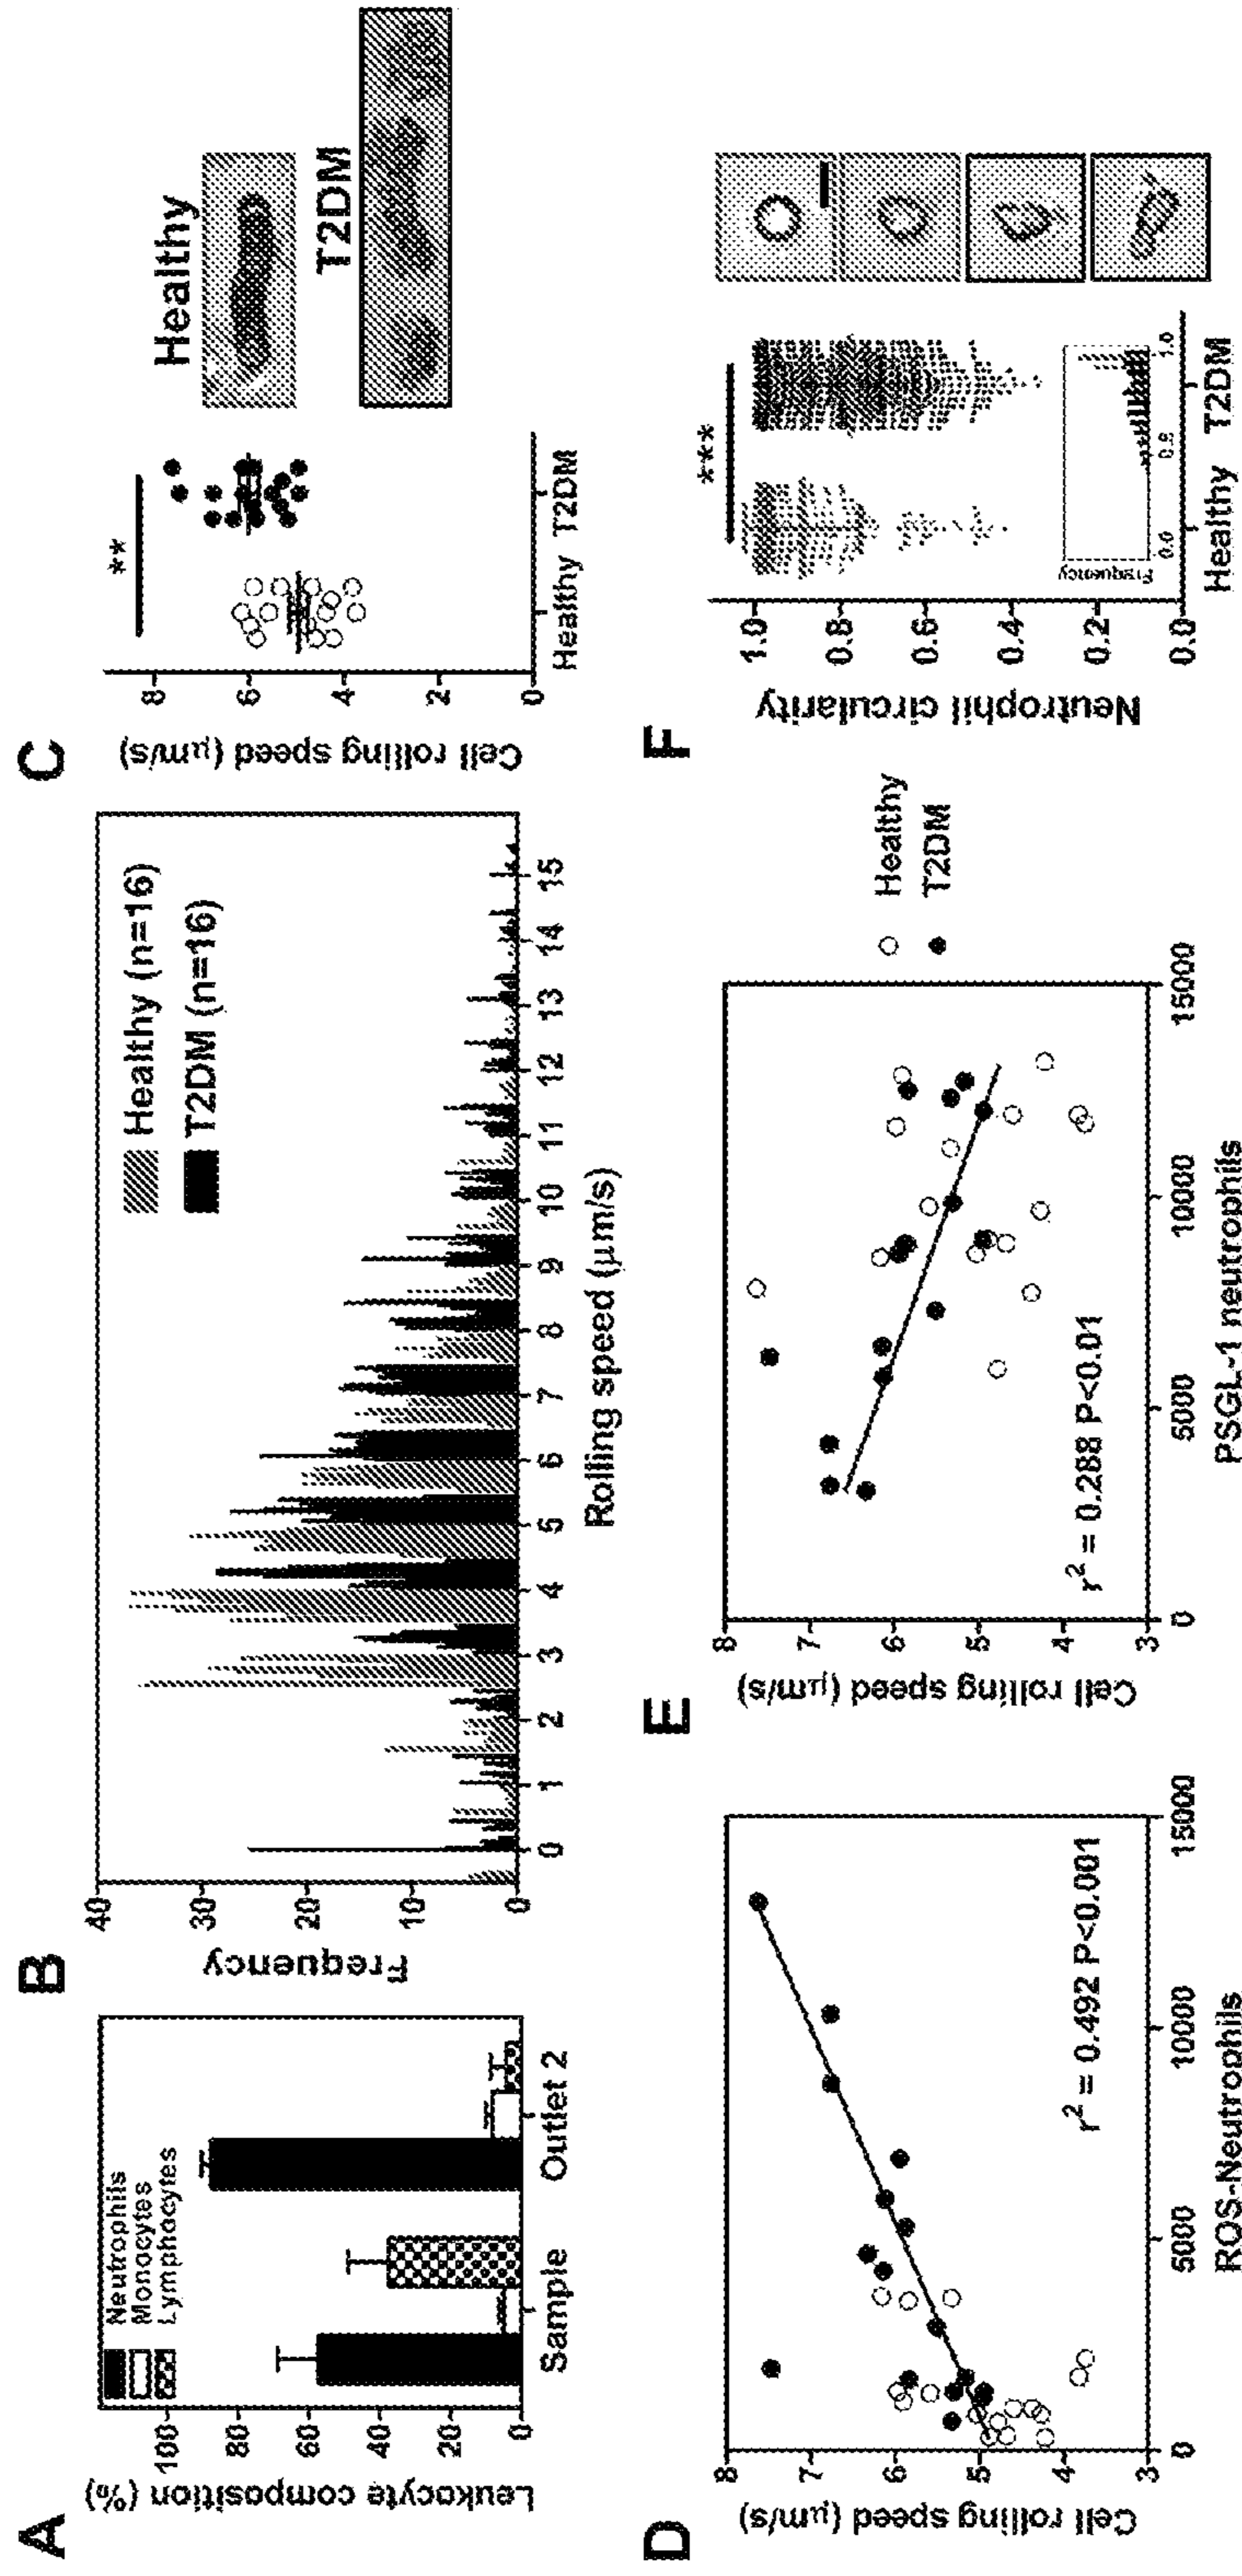 A
Leukocyte composition (%)
100
80
60
40
20
0
Neutrophils
Monocytes
Lymphocytes
Sample
Outlet 2
B
Frequency
40
30
20
10
0
Healthy (n=16)
T2DM (n=16)
0 1 2 3 4 5 6 7 8 9 10 11 12 13 14 15
Rolling speed (μm/s)
C
Cell rolling speed (μm/s)
8
6
4
2
0
**
Healthy T2DM
Healthy
T2DM
D
Cell rolling speed (μm/s)
8
7
6
5
4
3
r² = 0.492 P<0.001
0 5000 10000 15000
ROS-Neutrophils
E
Cell rolling speed (μm/s)
8
7
6
5
4
3
r² = 0.288 P<0.01
0 5000 10000 15000
PSGL-1 neutrophils
Healthy
T2DM
F
Neutrophil circularity
1.0
0.8
0.6
0.4
0.2
0.0
***
Frequency
0.0 0.8 1.0
Healthy T2DM